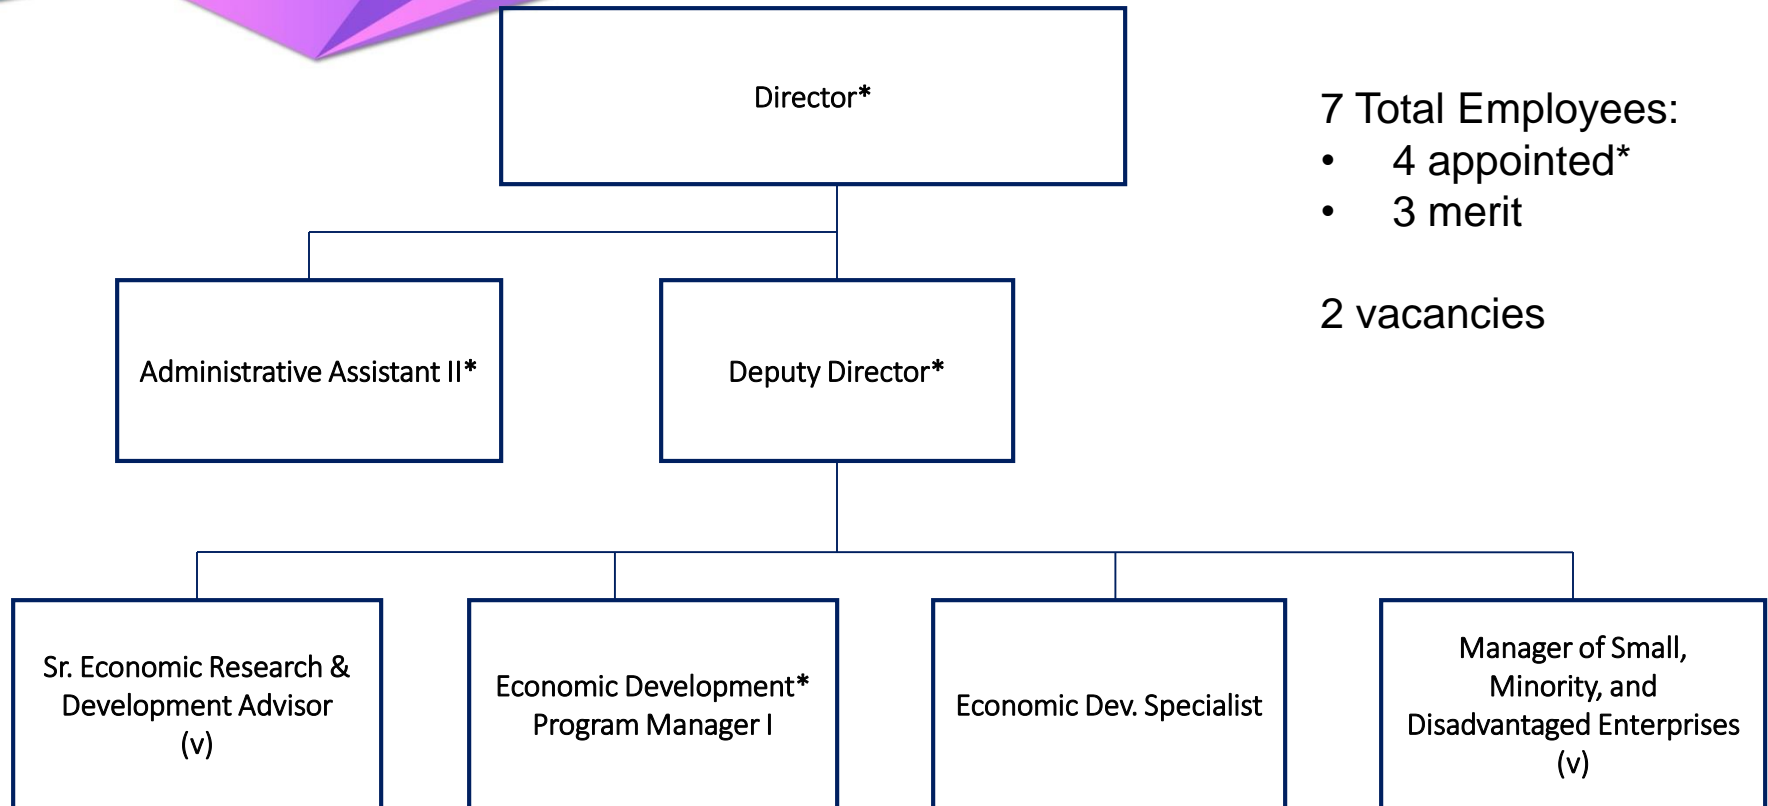 Director*
7 Total Employees:
• 4 appointed*
• 3 merit
2 vacancies
Administrative Assistant II*
Deputy Director*
Sr. Economic Research &
Development Advisor
(v)
Economic Development*
Program Manager I
Economic Dev. Specialist
Manager of Small,
Minority, and
Disadvantaged Enterprises
(v)